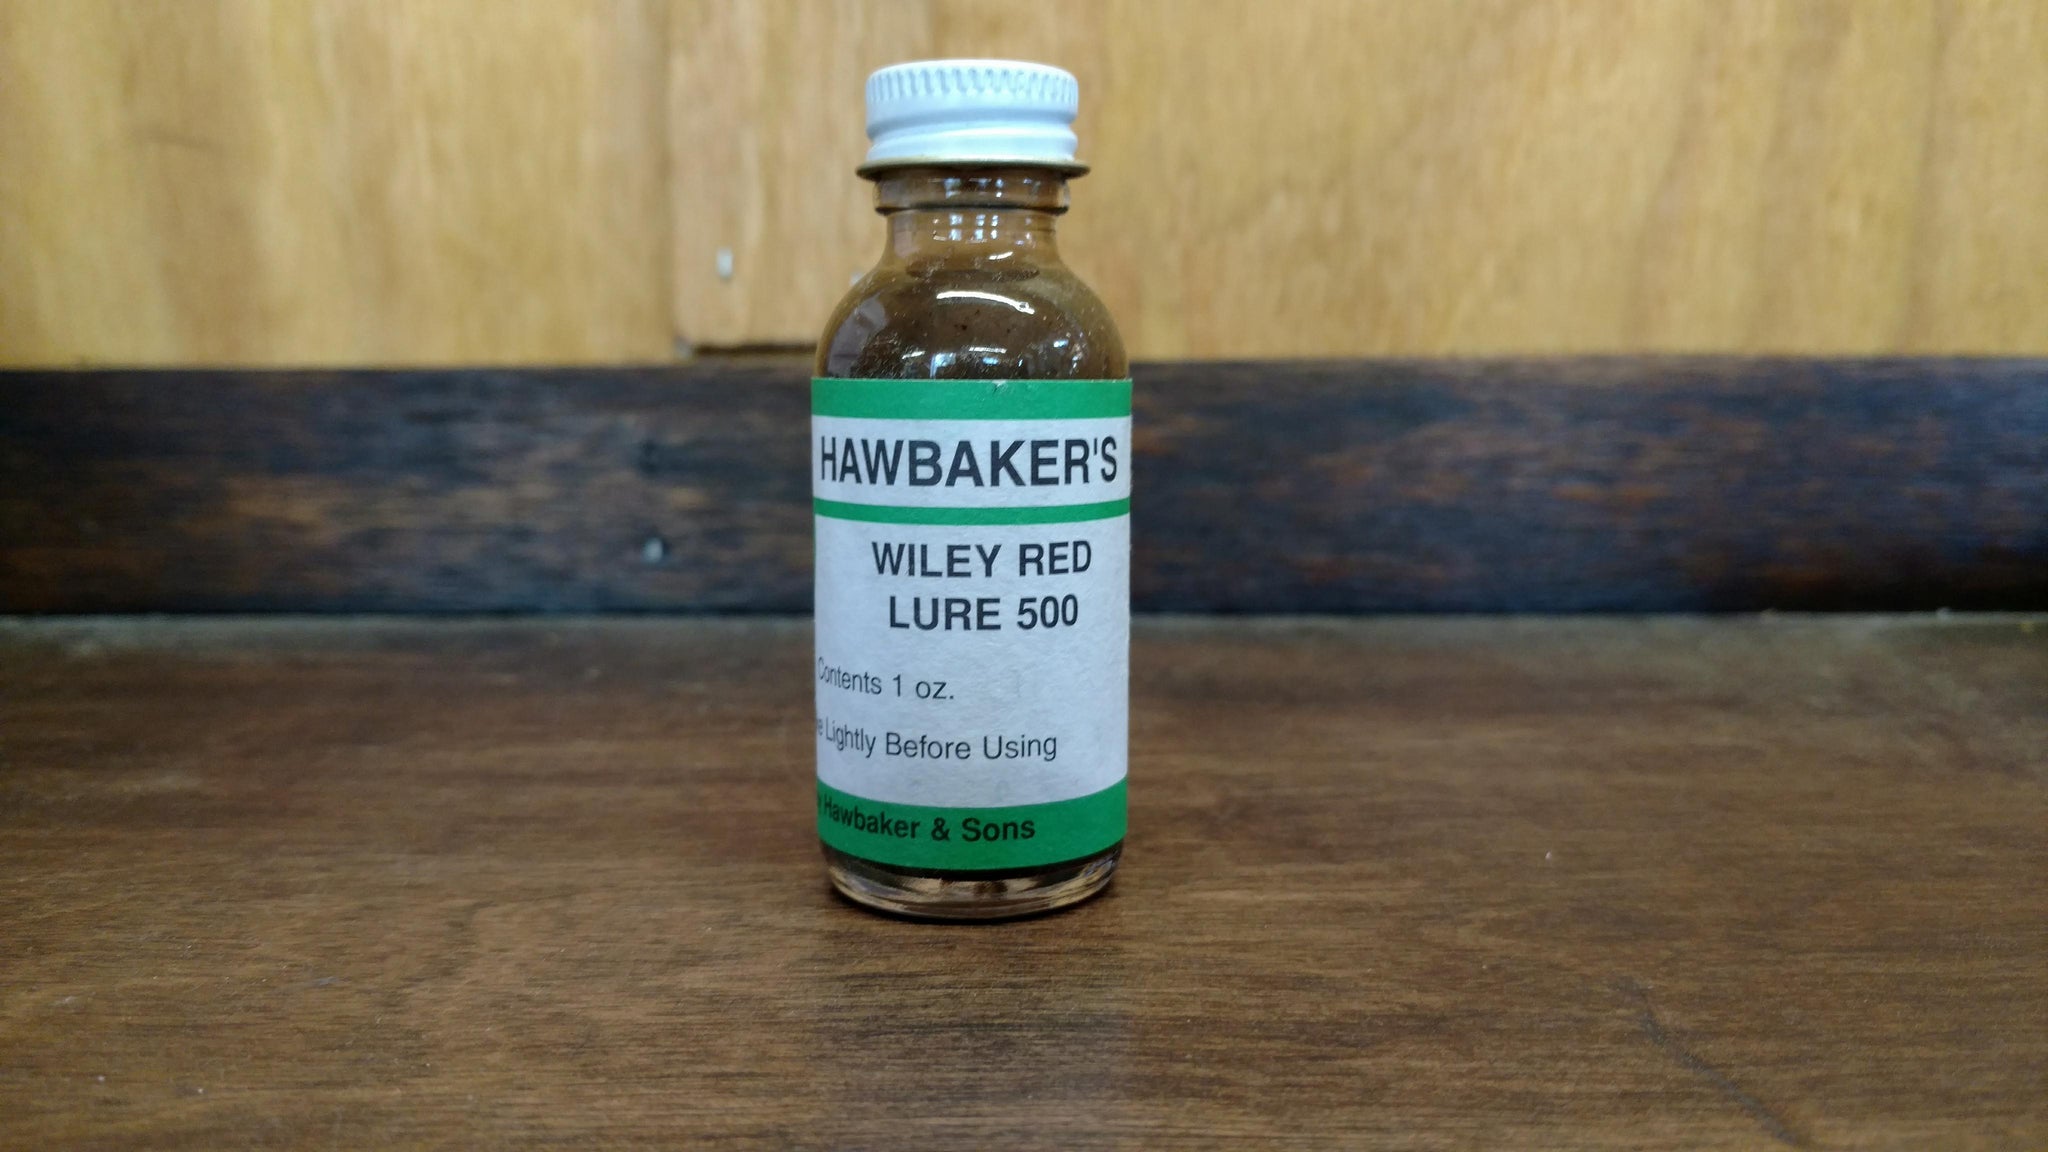 HAWBAKER'S
WILEY RED
LURE 500
Contents 1 oz.
Lightly Before Using
Hawbaker & Sons